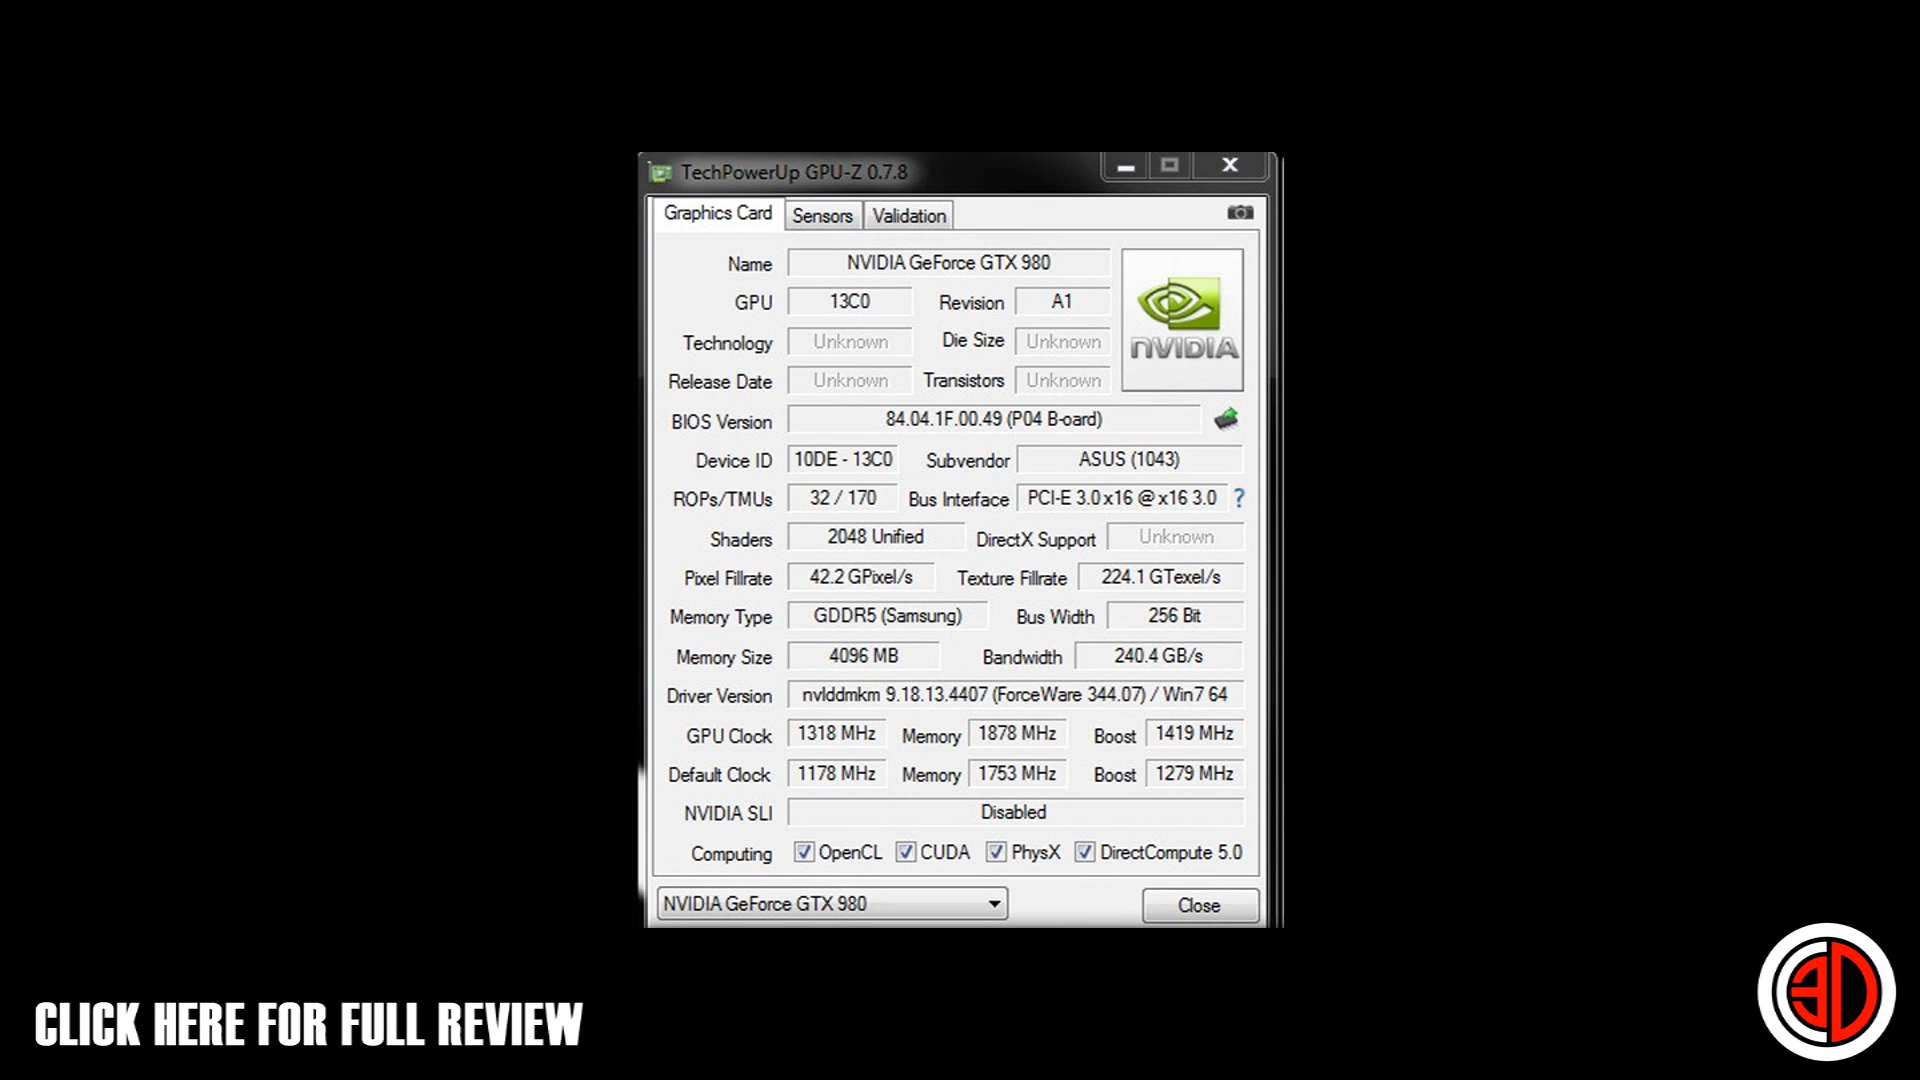 TechPowerUp GPU-Z 0.7.8
Graphics Card Sensors Validation
Name NVIDIA GeForce GTX 980
GPU 13C0 Revision A1
Technology Unknown Die Size Unknown
Release Date Unknown Transistors Unknown
NVIDIA
BIOS Version 84.04.1F.00.49 (P04 B-oard)
Device ID 10DE - 13C0 Subvendor ASUS (1043)
ROPs/TMUs 32 / 170 Bus Interface PCI-E 3.0 x16 @ x16 3.0 ?
Shaders 2048 Unified DirectX Support Unknown
Pixel Fillrate 42.2 GPixel/s Texture Fillrate 224.1 GTexel/s
Memory Type GDDR5 (Samsung) Bus Width 256 Bit
Memory Size 4096 MB Bandwidth 240.4 GB/s
Driver Version nvlddmkm 9.18.13.4407 (ForceWare 344.07) / Win7 64
GPU Clock 1318 MHz Memory 1878 MHz Boost 1419 MHz
Default Clock 1178 MHz Memory 1753 MHz Boost 1279 MHz
NVIDIA SLI Disabled
Computing OpenCL CUDA PhysX DirectCompute 5.0
NVIDIA GeForce GTX 980 Close
CLICK HERE FOR FULL REVIEW
3D